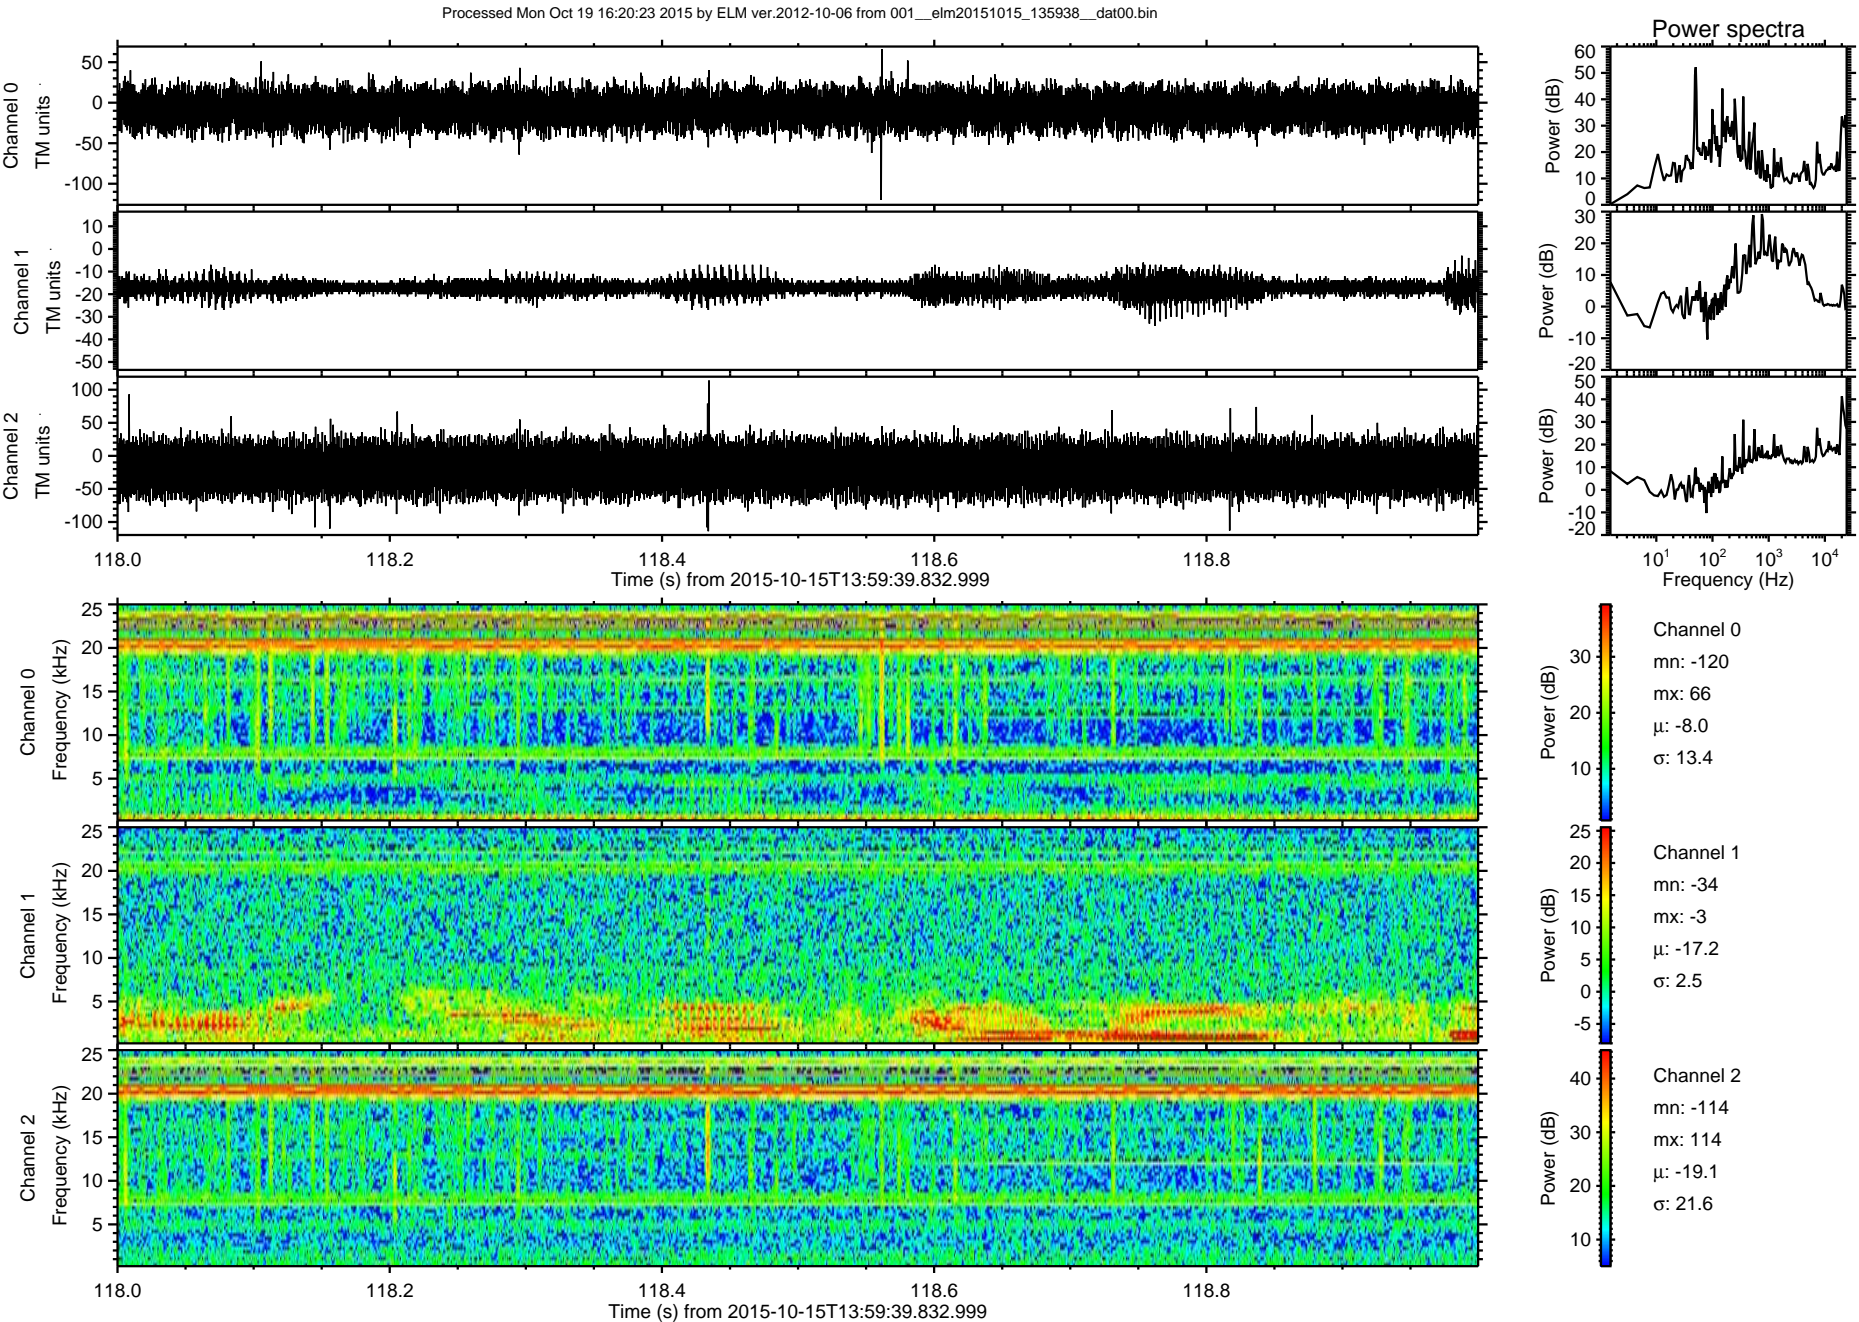 Processed Mon Oct 19 16:20:23 2015 by ELM ver.2012-10-06 from 001__elm20151015_135938__dat00.bin
Power spectra
Channel 0
TM units
50
0
-50
-100
Power (dB)
60
50
40
30
20
10
0
Channel 1
TM units
10
0
-10
-20
-30
-40
-50
Power (dB)
30
20
10
0
-10
-20
Channel 2
TM units
100
50
0
-50
-100
Power (dB)
50
40
30
20
10
0
-10
-20
118.0 118.2 118.4 118.6 118.8
Time (s) from 2015-10-15T13:59:39.832.999
10^1 10^2 10^3 10^4
Frequency (Hz)
Channel 0
Frequency (kHz)
25
20
15
10
5
Power (dB)
30
20
10
Channel 0
mn: -120
mx: 66
μ: -8.0
σ: 13.4
Channel 1
Frequency (kHz)
25
20
15
10
5
Power (dB)
25
20
15
10
5
0
-5
Channel 1
mn: -34
mx: -3
μ: -17.2
σ: 2.5
Channel 2
Frequency (kHz)
25
20
15
10
5
Power (dB)
40
30
20
10
Channel 2
mn: -114
mx: 114
μ: -19.1
σ: 21.6
118.0 118.2 118.4 118.6 118.8
Time (s) from 2015-10-15T13:59:39.832.999